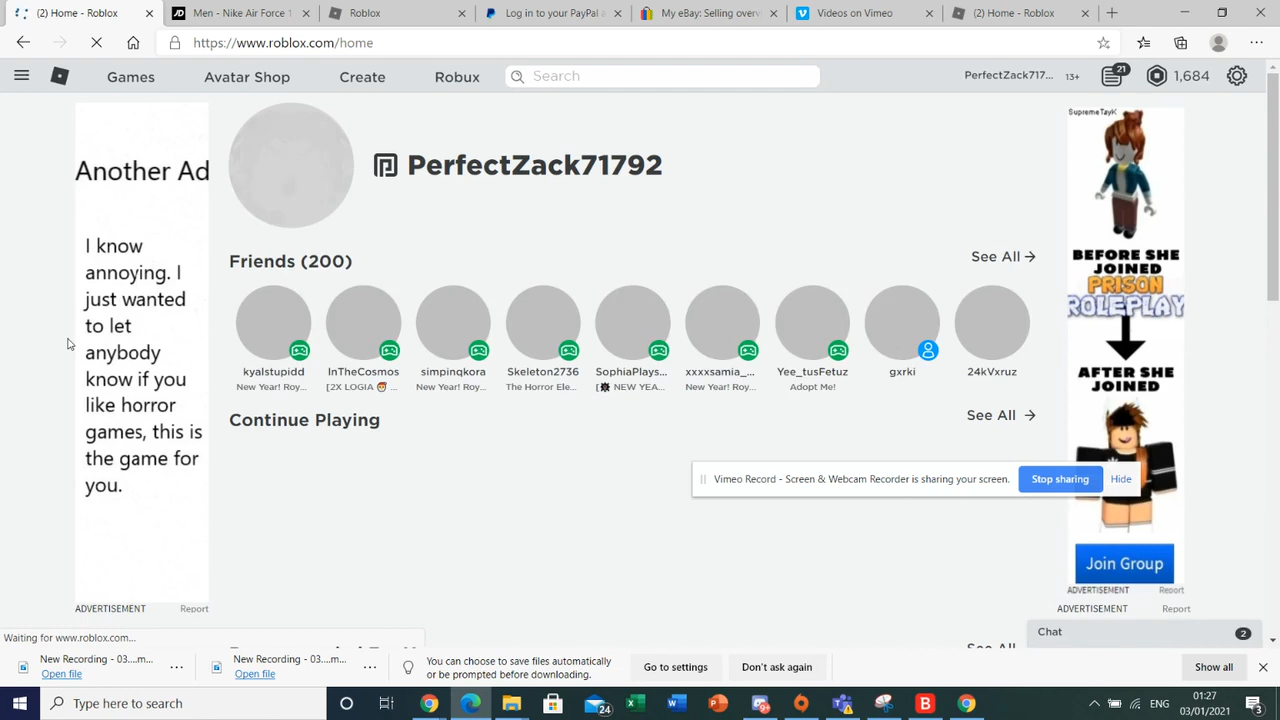 (2) Home - Roblox
Men - Nike Air Force 1
Roblox
Log in to your PayPal a
My eBay: Selling overv
Videos on Vimeo
(2) Home - Roblox
https://www.roblox.com/home
Games
Avatar Shop
Create
Robux
Search
PerfectZack717...
13+
21
1,684
Another Ad
I know
annoying. I
just wanted
to let
anybody
know if you
like horror
games, this is
the game for
you.
ADVERTISEMENT
Report
PerfectZack71792
Friends (200)
See All
kyalstupidd
InTheCosmos
simpinqkora
Skeleton2736
SophiaPlays...
xxxxsamia_...
Yee_tusFetuz
gxrki
24kVxruz
New Year! Roy...
[2X LOGIA ...
New Year! Roy...
The Horror Ele...
[ NEW YEA...
New Year! Roy...
Adopt Me!
Continue Playing
See All
Vimeo Record - Screen & Webcam Recorder is sharing your screen.
Stop sharing
Hide
SupremeTayK
BEFORE SHE
JOINED
PRISON
ROLEPLAY
AFTER SHE
JOINED
Join Group
ADVERTISEMENT
Report
ADVERTISEMENT
Report
See All
Chat
2
Waiting for www.roblox.com...
New Recording - 03....m...
Open file
New Recording - 03....m...
Open file
You can choose to save files automatically
or be prompted before downloading.
Go to settings
Don't ask again
Show all
Type here to search
24
ENG
01:27
03/01/2021
3